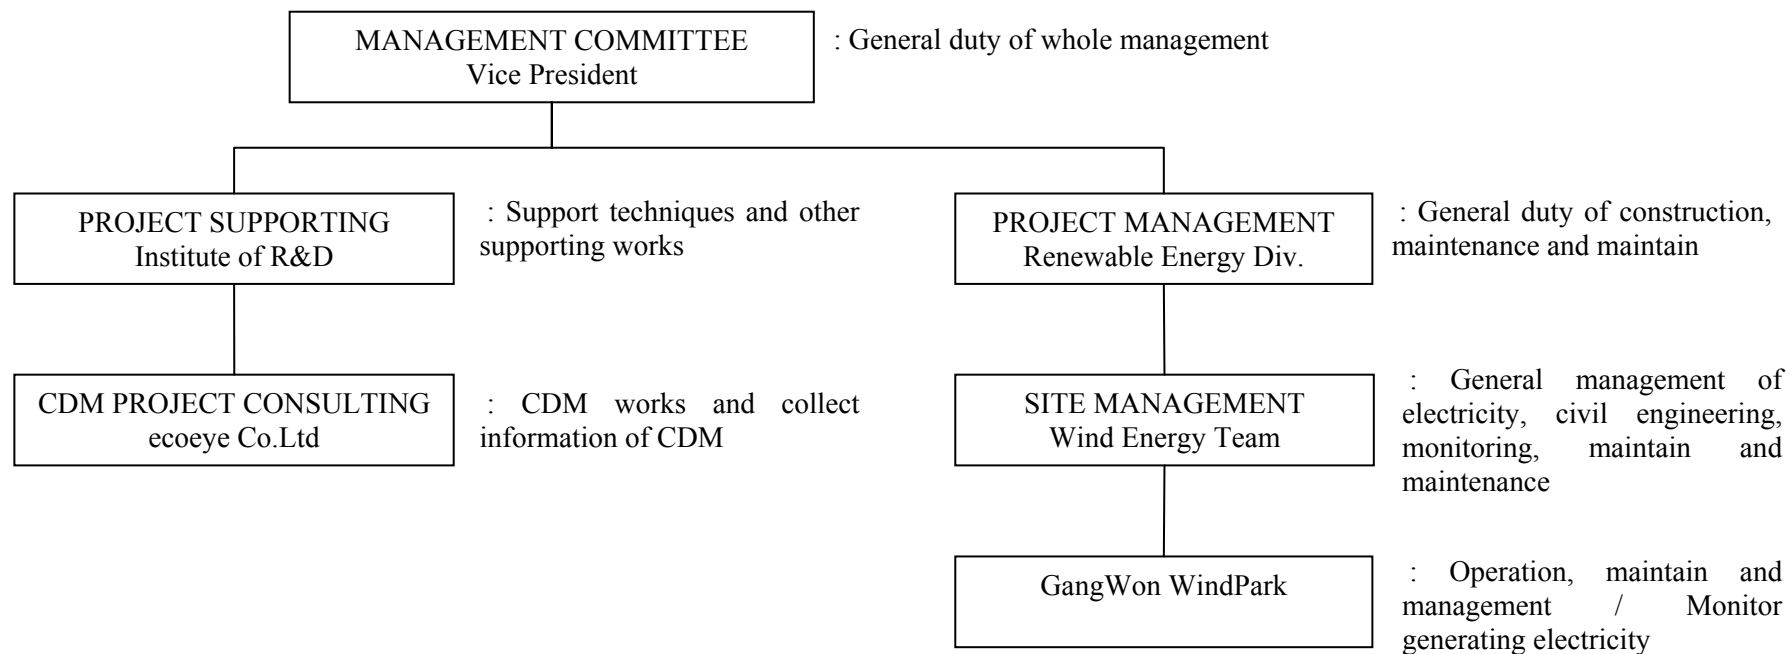 MANAGEMENT COMMITTEE
Vice President
: General duty of whole management
PROJECT SUPPORTING
Institute of R&D
: Support techniques and other
supporting works
PROJECT MANAGEMENT
Renewable Energy Div.
: General duty of construction,
maintenance and maintain
CDM PROJECT CONSULTING
ecoeye Co.Ltd
: CDM works and collect
information of CDM
SITE MANAGEMENT
Wind Energy Team
: General management of
electricity, civil engineering,
monitoring, maintain and
maintenance
GangWon WindPark
: Operation, maintain and
management / Monitor
generating electricity